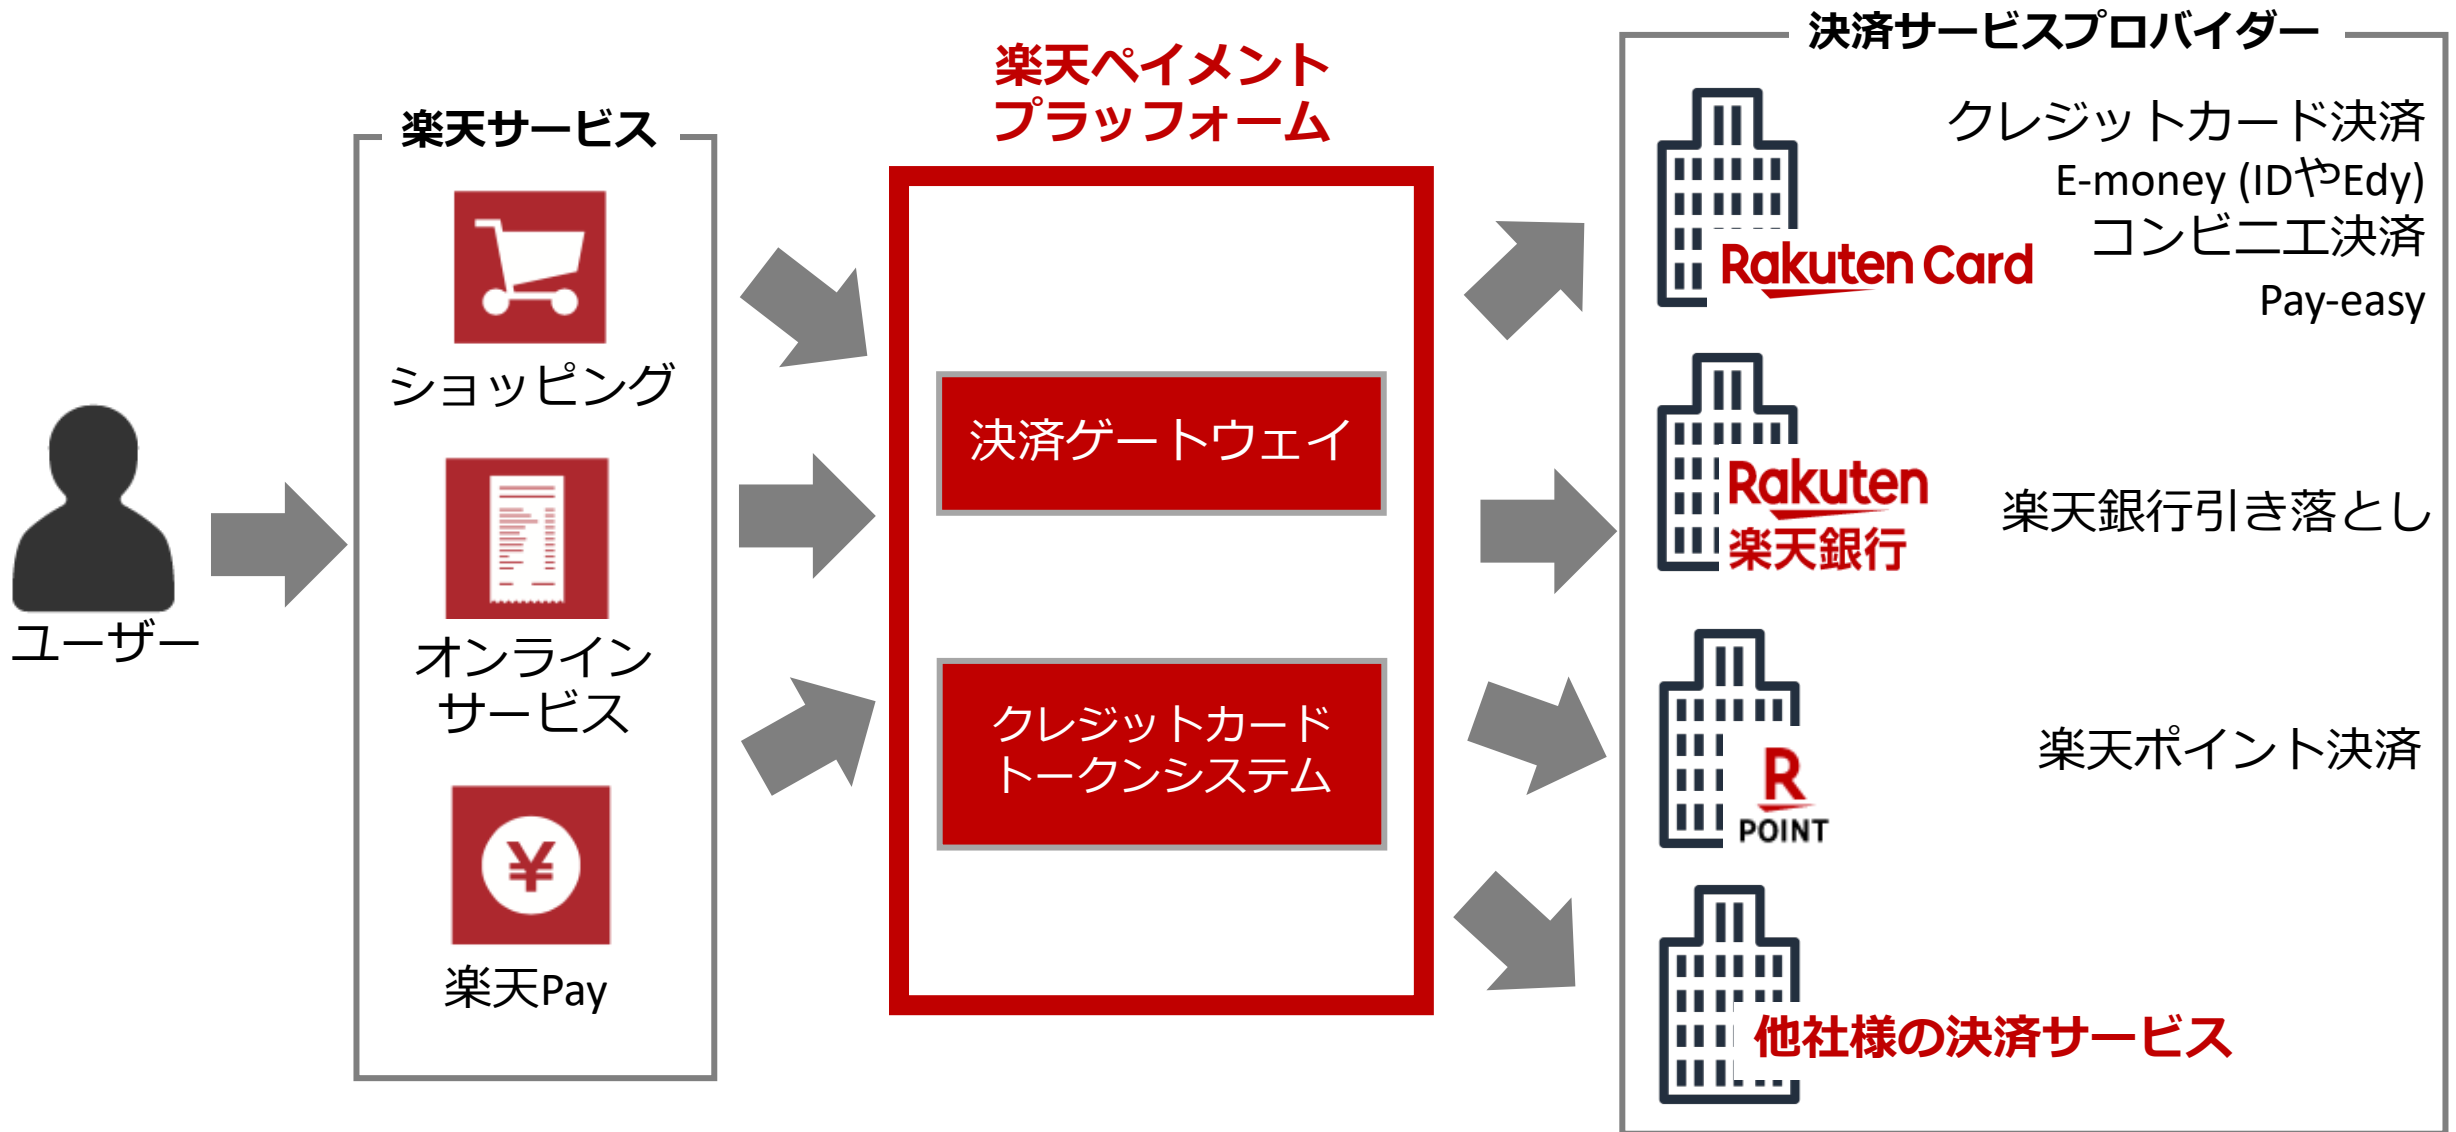 ユーザー
楽天サービス
ショッピング
オンライン
サービス
楽天Pay
楽天ペイメント
プラッフォーム
決済ゲートウェイ
クレジットカード
トークンシステム
決済サービスプロバイダー
クレジットカード決済
E-money (IDやEdy)
コンビニエ決済
Pay-easy
Rakuten Card
Rakuten
楽天銀行
楽天銀行引き落とし
R
POINT
楽天ポイント決済
他社様の決済サービス
¥